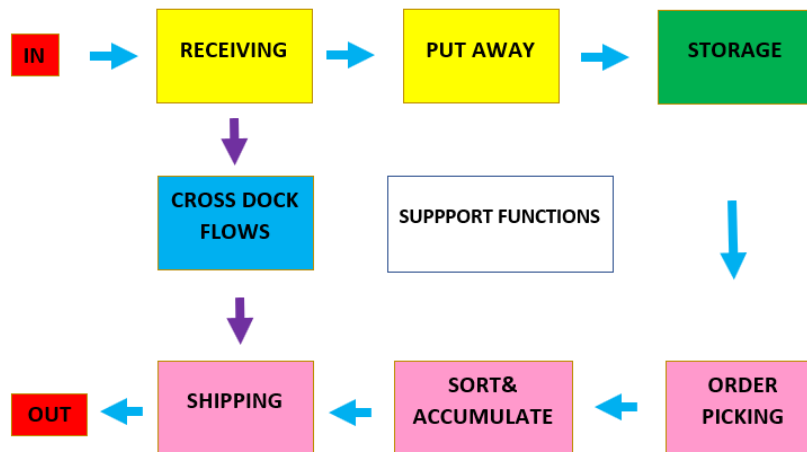 IN
RECEIVING
PUT AWAY
STORAGE
CROSS DOCK
FLOWS
SUPPPORT FUNCTIONS
OUT
SHIPPING
SORT&
ACCUMULATE
ORDER
PICKING